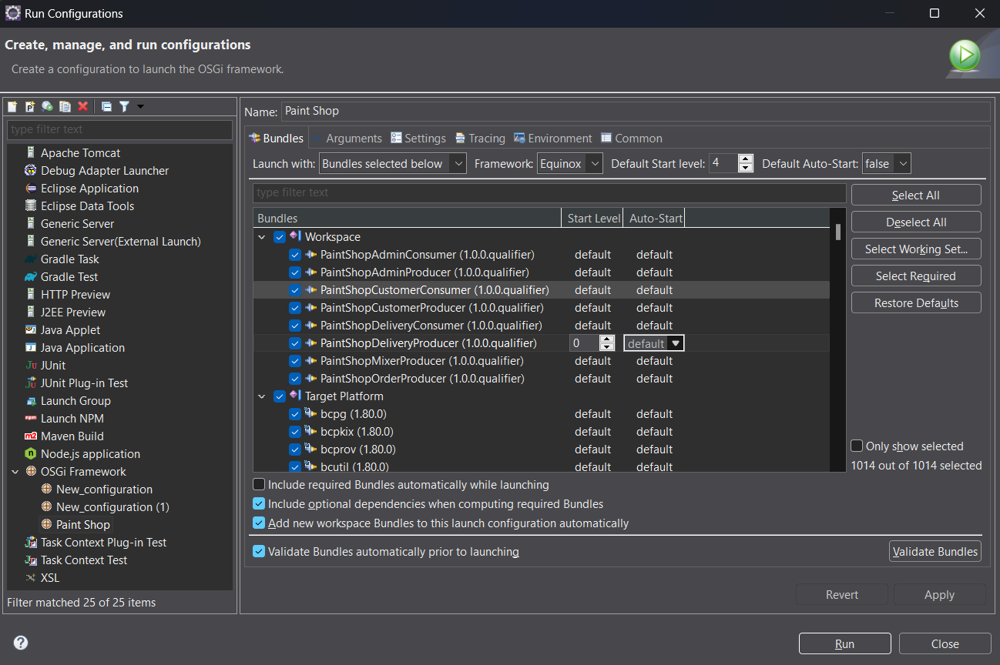 Run Configurations
Create, manage, and run configurations
Create a configuration to launch the OSGi framework.
type filter text
Apache Tomcat
Debug Adapter Launcher
Eclipse Application
Eclipse Data Tools
Generic Server
Generic Server(External Launch)
Gradle Task
Gradle Test
HTTP Preview
J2EE Preview
Java Applet
Java Application
JUnit
JUnit Plug-in Test
Launch Group
Launch NPM
Maven Build
Node.js application
OSGi Framework
New_configuration
New_configuration (1)
Paint Shop
Task Context Plug-in Test
Task Context Test
XSL
Filter matched 25 of 25 items
Name: Paint Shop
Bundles Arguments Settings Tracing Environment Common
Launch with: Bundles selected below Framework: Equinox Default Start level: 4 Default Auto-Start: false
type filter text
Bundles Start Level Auto-Start
Workspace
PaintShopAdminConsumer (1.0.0.qualifier) default default
PaintShopAdminProducer (1.0.0.qualifier) default default
PaintShopCustomerConsumer (1.0.0.qualifier) default default
PaintShopCustomerProducer (1.0.0.qualifier) default default
PaintShopDeliveryConsumer (1.0.0.qualifier) default default
PaintShopDeliveryProducer (1.0.0.qualifier) 0 default
PaintShopMixerProducer (1.0.0.qualifier) default default
PaintShopOrderProducer (1.0.0.qualifier) default default
Target Platform
bcpg (1.80.0) default default
bcpkix (1.80.0) default default
bcprov (1.80.0) default default
bcutil (1.80.0) default default
Select All
Deselect All
Select Working Set...
Select Required
Restore Defaults
Only show selected
1014 out of 1014 selected
Include required Bundles automatically while launching
Include optional dependencies when computing required Bundles
Add new workspace Bundles to this launch configuration automatically
Validate Bundles automatically prior to launching
Validate Bundles
Revert Apply
Run Close